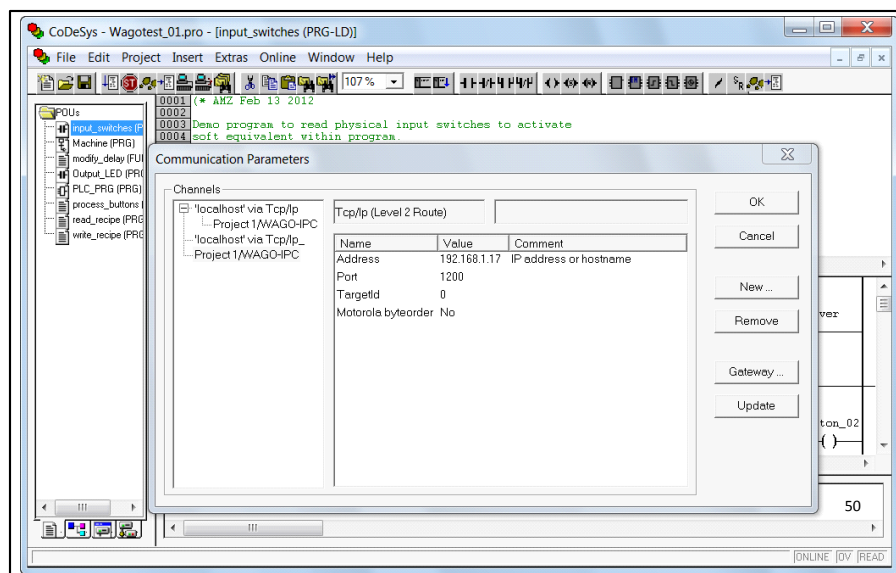 CoDeSys - Wagotest_01.pro - [input_switches (PRG-LD)]
File Edit Project Insert Extras Online Window Help
107 %
POUs
input_switches (P
Machine (PRG)
modify_delay (FU
Output_LED (PR
PLC_PRG (PRG)
process_buttons (
read_recipe (PRG
write_recipe (PRG
0001 (* AMZ Feb 13 2012
0002
0003 Demo program to read physical input switches to activate
0004 soft equivalent within program.
Communication Parameters
Channels
'localhost' via Tcp/Ip
Project 1/WAGO-IPC
'localhost' via Tcp/Ip_
Project 1/WAGO-IPC
Tcp/Ip (Level 2 Route)
Name Value Comment
Address 192.168.1.17 IP address or hostname
Port 1200
TargetId 0
Motorola byteorder No
OK
Cancel
New ...
Remove
Gateway ...
Update
ver
ton_02
50
ONLINE OV READ